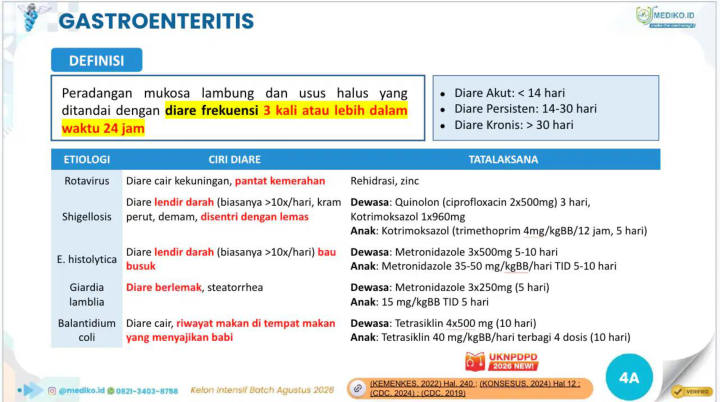 GASTROENTERITIS
MEDIKO.ID
DEFINISI
Peradangan mukosa lambung dan usus halus yang
ditandai dengan diare frekuensi 3 kali atau lebih dalam
waktu 24 jam
• Diare Akut: < 14 hari
• Diare Persisten: 14-30 hari
• Diare Kronis: > 30 hari
ETIOLOGI CIRI DIARE TATALAKSANA
Rotavirus Diare cair kekuningan, pantat kemerahan Rehidrasi, zinc
Shigellosis
Diare lendir darah (biasanya >10x/hari, kram
perut, demam, disentri dengan lemas
Dewasa: Quinolon (ciprofloxacin 2x500mg) 3 hari,
Kotrimoksazol 1x960mg
Anak: Kotrimoksazol (trimethoprim 4mg/kgBB/12 jam, 5 hari)
E. histolytica
Diare lendir darah (biasanya >10x/hari) bau
busuk
Dewasa: Metronidazole 3x500mg 5-10 hari
Anak: Metronidazole 35-50 mg/kgBB/hari TID 5-10 hari
Giardia
lamblia
Diare berlemak, steatorrhea
Dewasa: Metronidazole 3x250mg (5 hari)
Anak: 15 mg/kgBB TID 5 hari
Balantidium
coli
Diare cair, riwayat makan di tempat makan
yang menyajikan babi
Dewasa: Tetrasiklin 4x500 mg (10 hari)
Anak: Tetrasiklin 40 mg/kgBB/hari terbagi 4 dosis (10 hari)
UKNPDPD
2026 NEW!
@mediko.id 0821-3403-8758 Kelan Intensif Batch Agustus 2026
(KEMENKES, 2022) Hal. 240 ; (KONSESUS, 2024) Hal 12 ;
(CDC, 2024) ; (CDC, 2019)
4A
VERIFIED